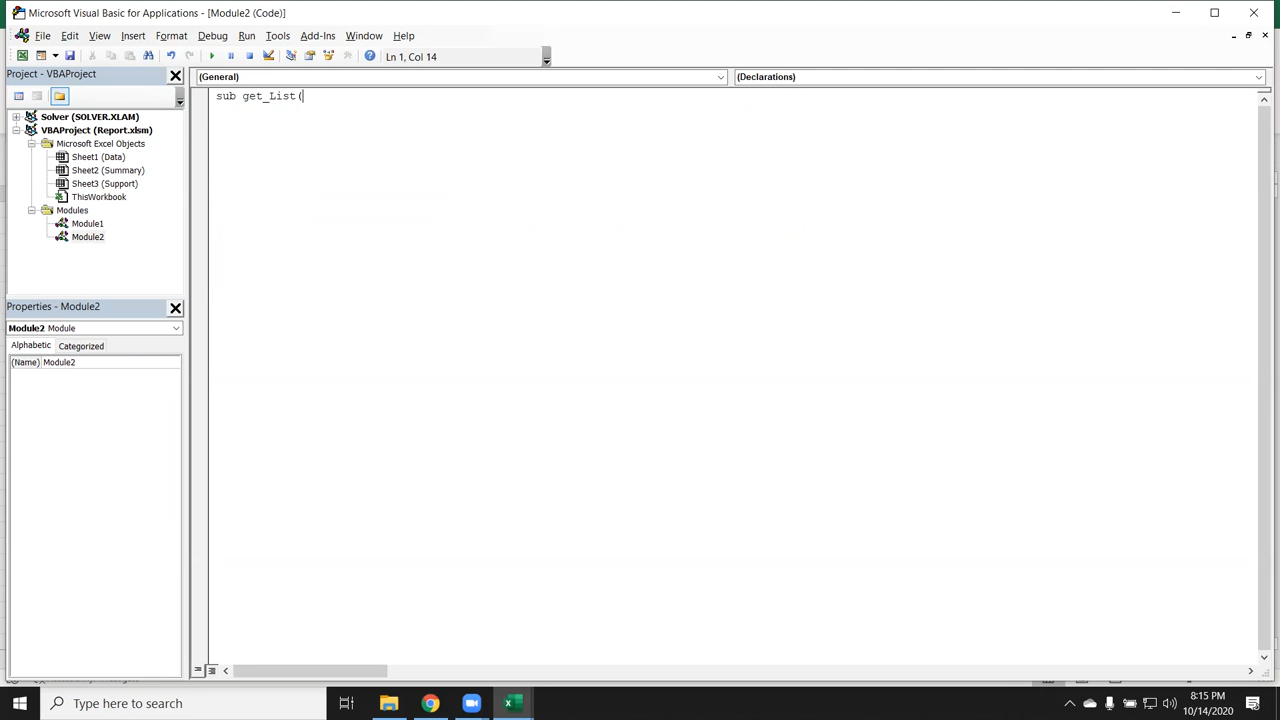 Microsoft Visual Basic for Applications - [Module2 (Code)]
File Edit View Insert Format Debug Run Tools Add-Ins Window Help
Ln 1, Col 14
Project - VBAProject
(General)
(Declarations)
sub get_List(
Solver (SOLVER.XLAM)
VBAProject (Report.xlsm)
Microsoft Excel Objects
Sheet1 (Data)
Sheet2 (Summary)
Sheet3 (Support)
ThisWorkbook
Modules
Module1
Module2
Properties - Module2
Module2 Module
Alphabetic Categorized
(Name) Module2
Type here to search
8:15 PM
10/14/2020